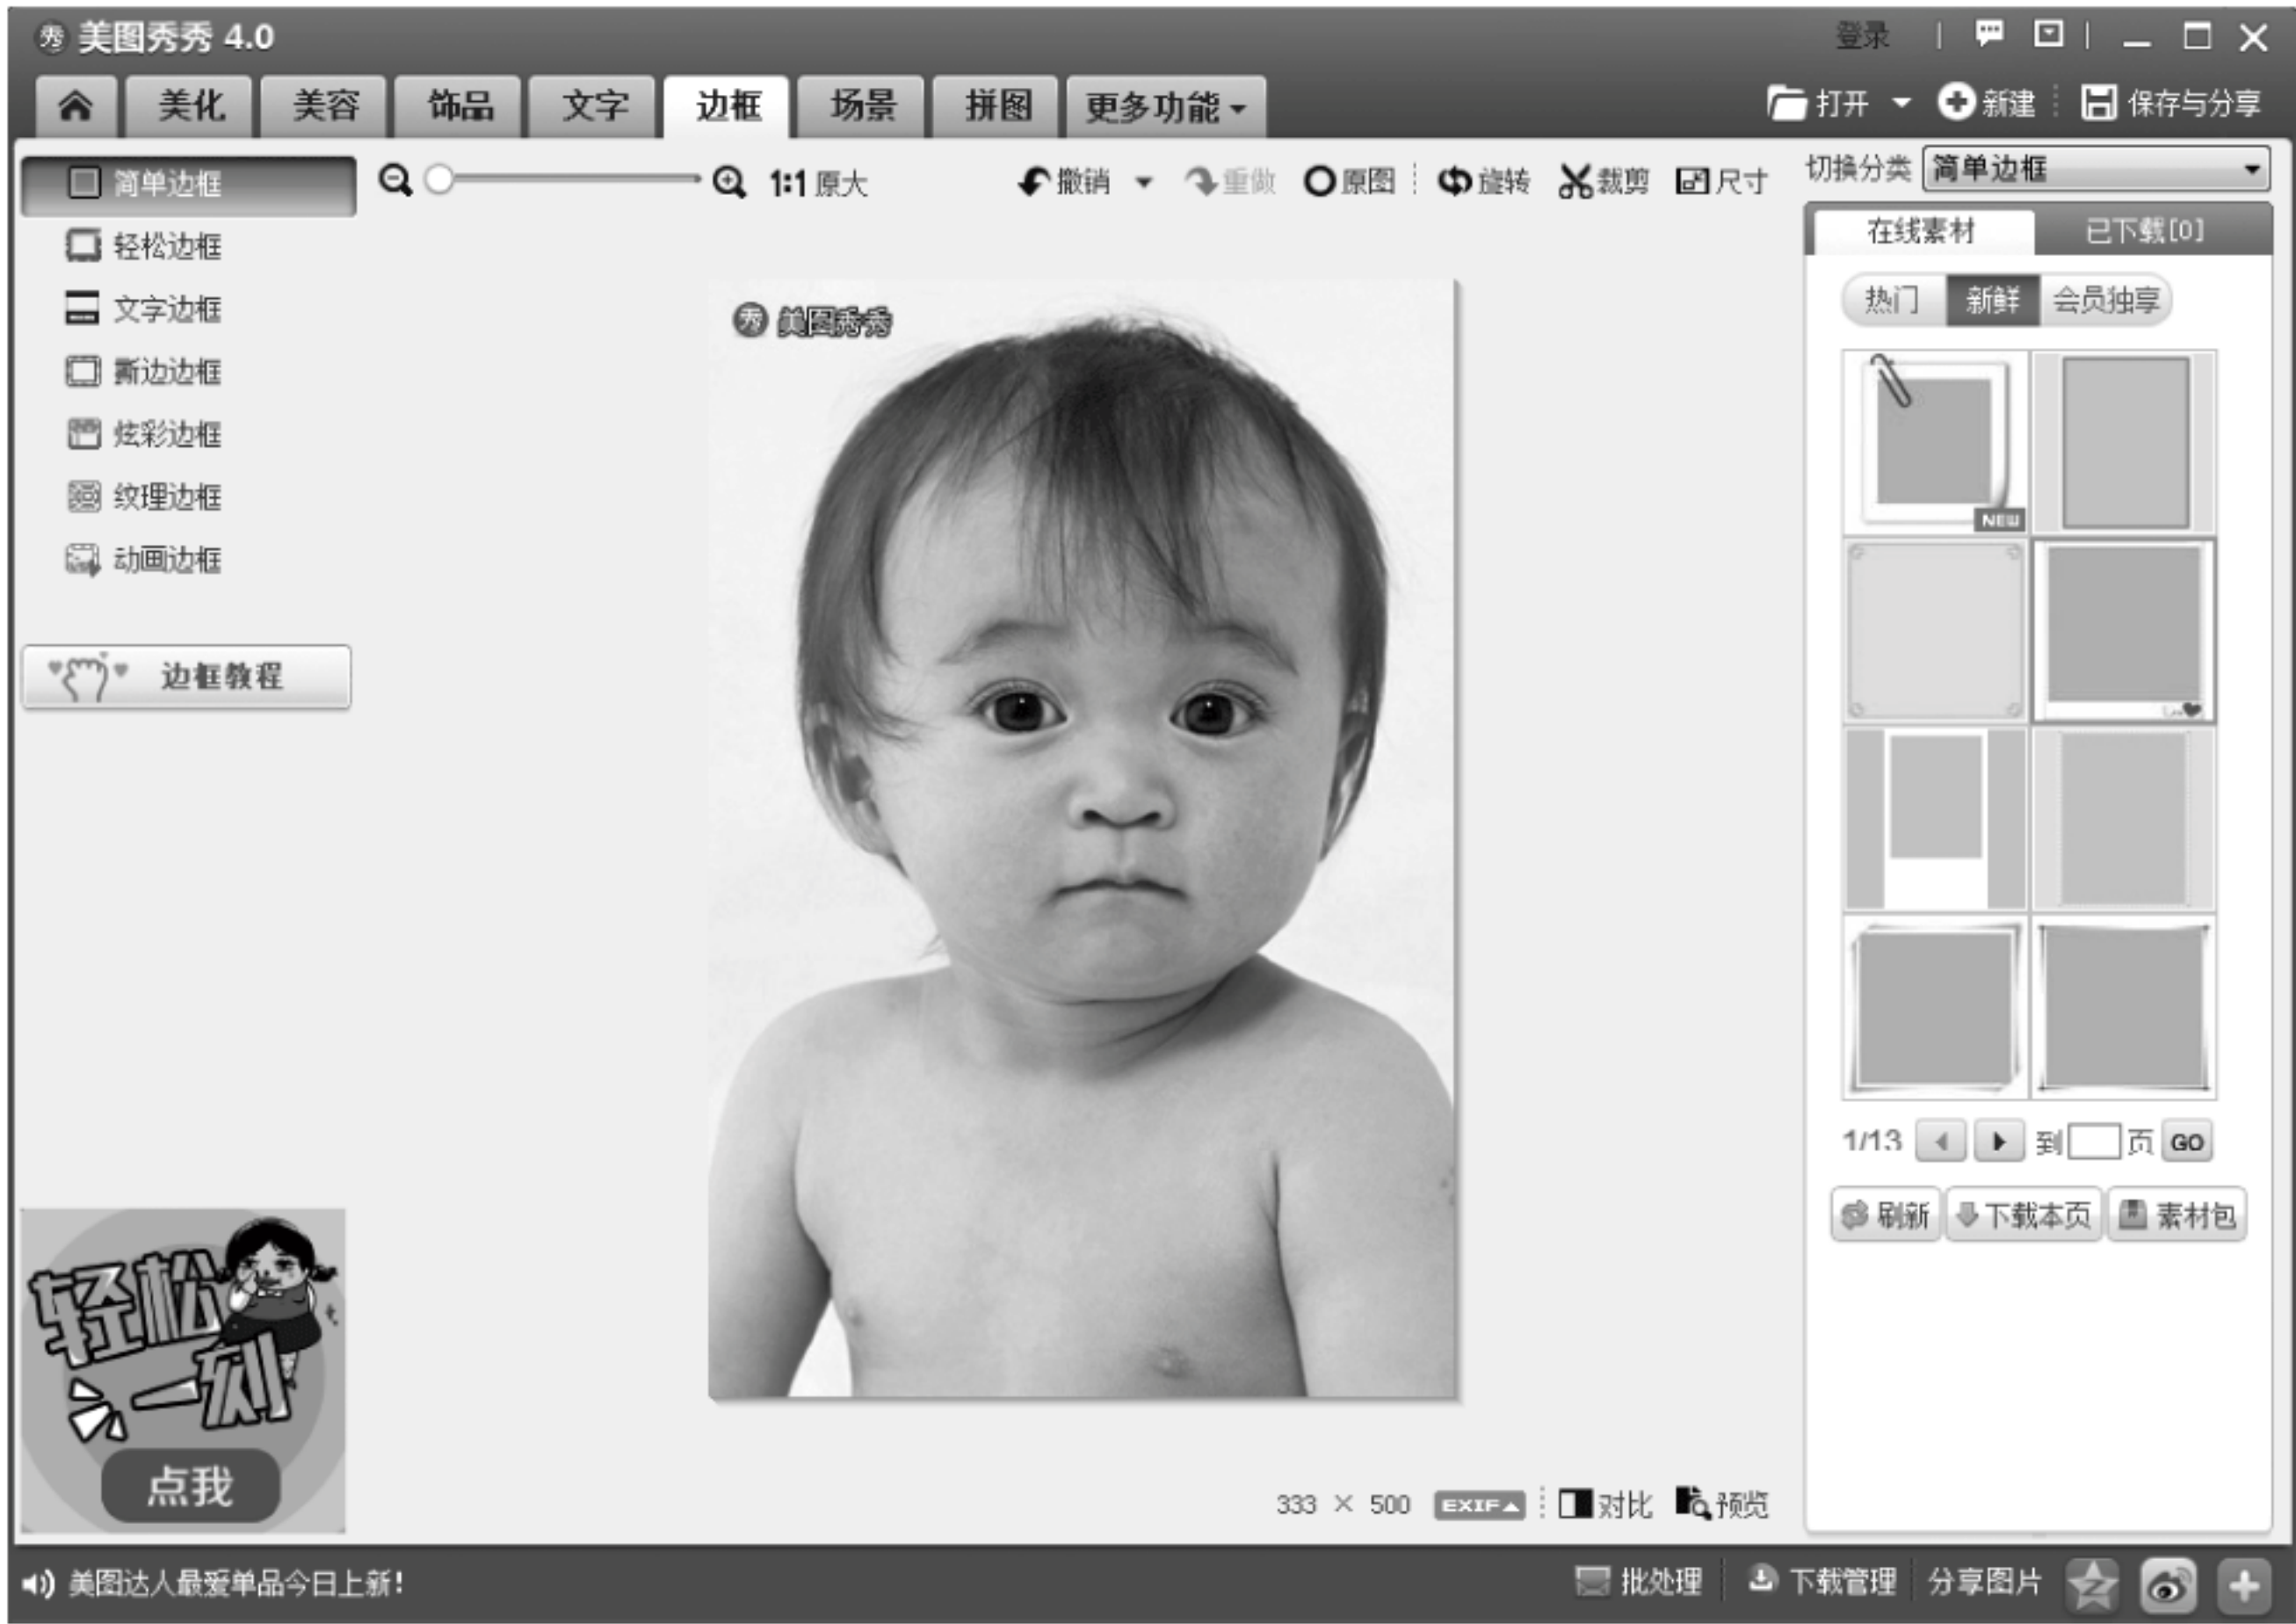 秀 美图秀秀 4.0
登录
美化 美容 饰品 文字 边框 场景 拼图 更多功能
打开 新建 保存与分享
简单边框
轻松边框
文字边框
撕边边框
炫彩边框
纹理边框
动画边框
边框教程
轻松
一刻
点我
1:1 原大 撤销 重做 原图 旋转 裁剪 尺寸
秀 美图秀秀
333 × 500 EXIF 对比 预览
切换分类 简单边框
在线素材 已下载[0]
热门 新鲜 会员独享
NEW
1/13 到 页 GO
刷新 下载本页 素材包
美图达人最爱单品今日上新!
批处理 下载管理 分享图片